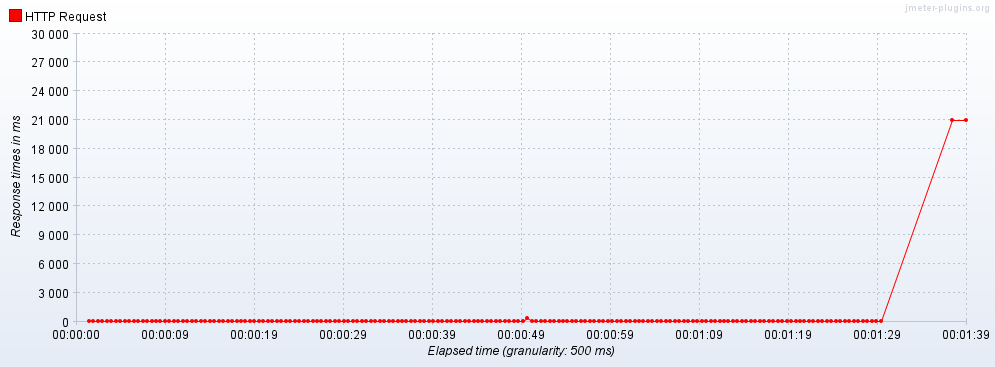 jmeter-plugins.org
HTTP Request
30 000
27 000
24 000
21 000
18 000
15 000
12 000
9 000
6 000
3 000
0
Response times in ms
00:00:00 00:00:09 00:00:19 00:00:29 00:00:39 00:00:49 00:00:59 00:01:09 00:01:19 00:01:29 00:01:39
Elapsed time (granularity: 500 ms)